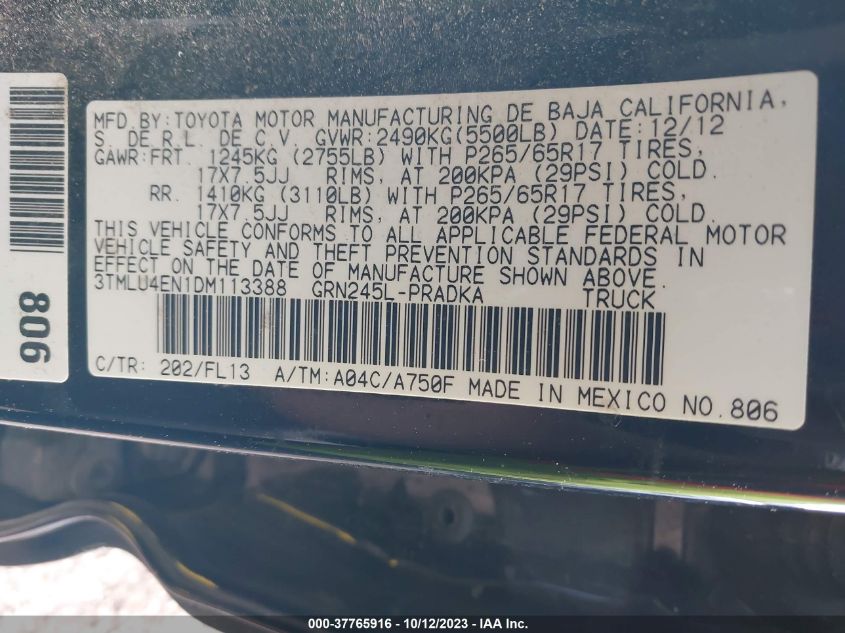 MFD BY: TOYOTA MOTOR MANUFACTURING DE BAJA CALIFORNIA,
S. DE R.L. DE C.V. GVWR:2490KG(5500LB) DATE:12/12
GAWR:FRT. 1245KG (2755LB) WITH P265/65R17 TIRES,
17X7.5JJ RIMS, AT 200KPA (29PSI) COLD.
RR. 1410KG (3110LB) WITH P265/65R17 TIRES,
17X7.5JJ RIMS, AT 200KPA (29PSI) COLD.
THIS VEHICLE CONFORMS TO ALL APPLICABLE FEDERAL MOTOR
VEHICLE SAFETY AND THEFT PREVENTION STANDARDS IN
EFFECT ON THE DATE OF MANUFACTURE SHOWN ABOVE.
3TMLU4EN1DM113388 GRN245L-PRADKA TRUCK
C/TR: 202/FL13 A/TM:A04C/A750F MADE IN MEXICO NO.806
806
000-37765916 - 10/12/2023 - IAA Inc.